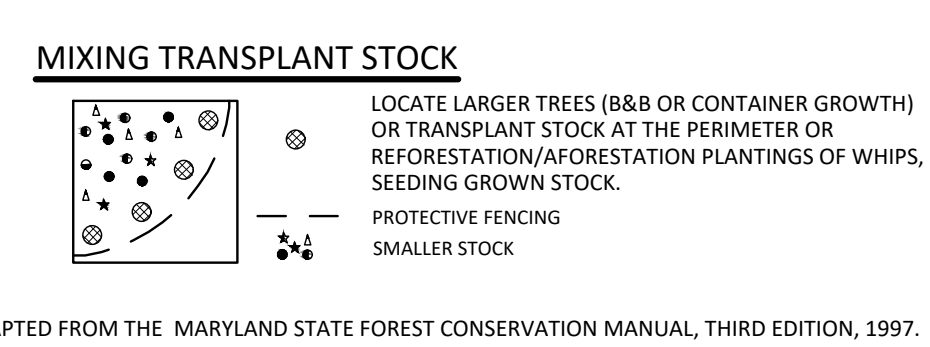 MIXING TRANSPLANT STOCK
LOCATE LARGER TREES (B&B OR CONTAINER GROWTH)
OR TRANSPLANT STOCK AT THE PERIMETER OR
REFORESTATION/AFORESTATION PLANTINGS OF WHIPS,
SEEDING GROWN STOCK.
PROTECTIVE FENCING
SMALLER STOCK
APTED FROM THE MARYLAND STATE FOREST CONSERVATION MANUAL, THIRD EDITION, 1997.